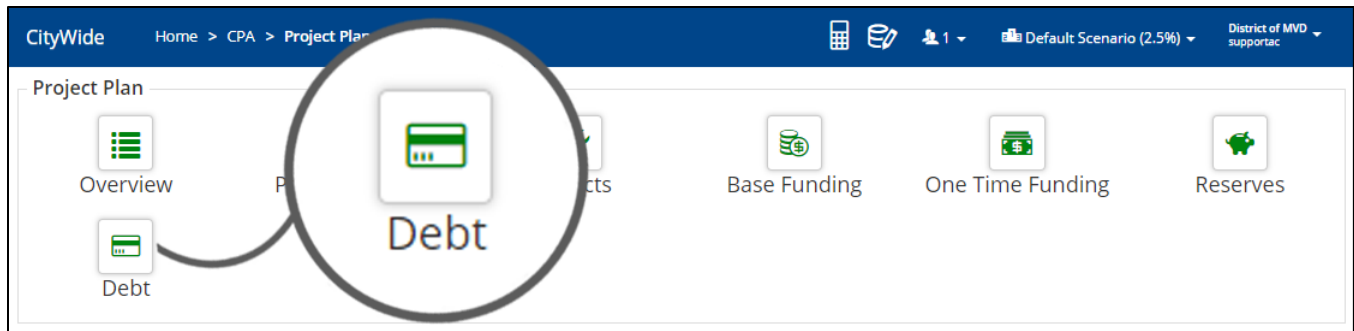 CityWide Home > CPA > Project Plan 1 Default Scenario (2.5%) District of MVD
supportac
Project Plan
Overview Base Funding One Time Funding Reserves
Debt
Debt